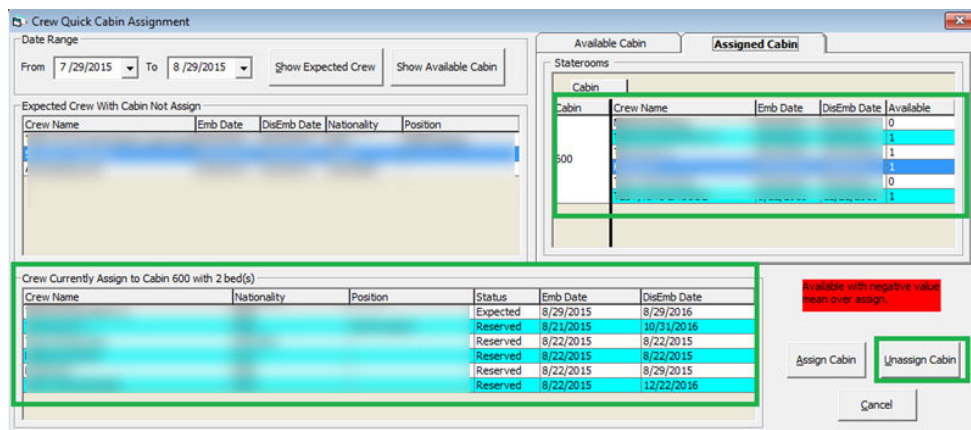 Crew Quick Cabin Assignment
Date Range
From 7 /29/2015 To 8 /29/2015 Show Expected Crew Show Available Cabin
Expected Crew With Cabin Not Assign
Crew Name Emb Date DisEmb Date Nationality Position
Available Cabin Assigned Cabin
Staterooms
Cabin
Cabin Crew Name Emb Date DisEmb Date Available
0
1
600 1
1
0
1
Crew Currently Assign to Cabin 600 with 2 bed(s)
Crew Name Nationality Position Status Emb Date DisEmb Date
Expected 8/29/2015 8/29/2016
Reserved 8/21/2015 10/31/2016
Reserved 8/22/2015 8/22/2015
Reserved 8/22/2015 8/22/2015
Reserved 8/22/2015 8/29/2015
Reserved 8/22/2015 12/22/2016
Available with negative value
mean over assign.
Assign Cabin Unassign Cabin
Cancel